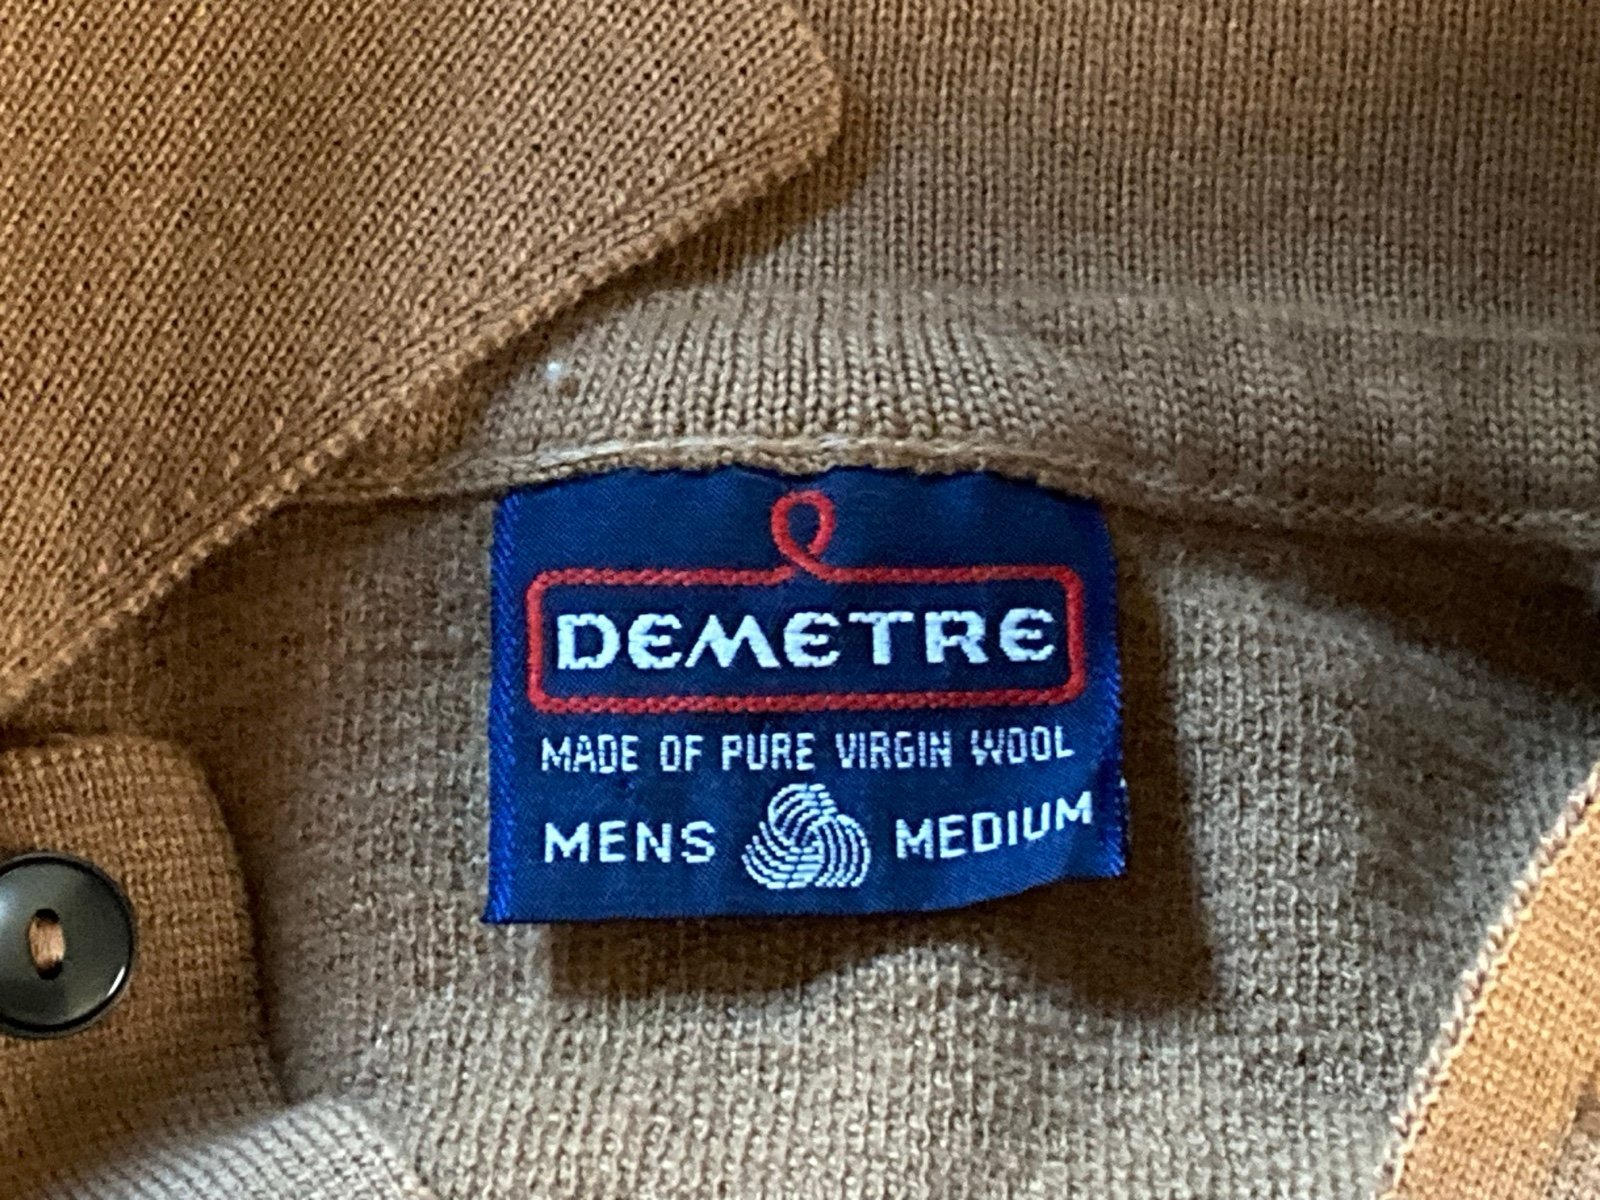 DEMETRE
MADE OF PURE VIRGIN WOOL
MENS MEDIUM